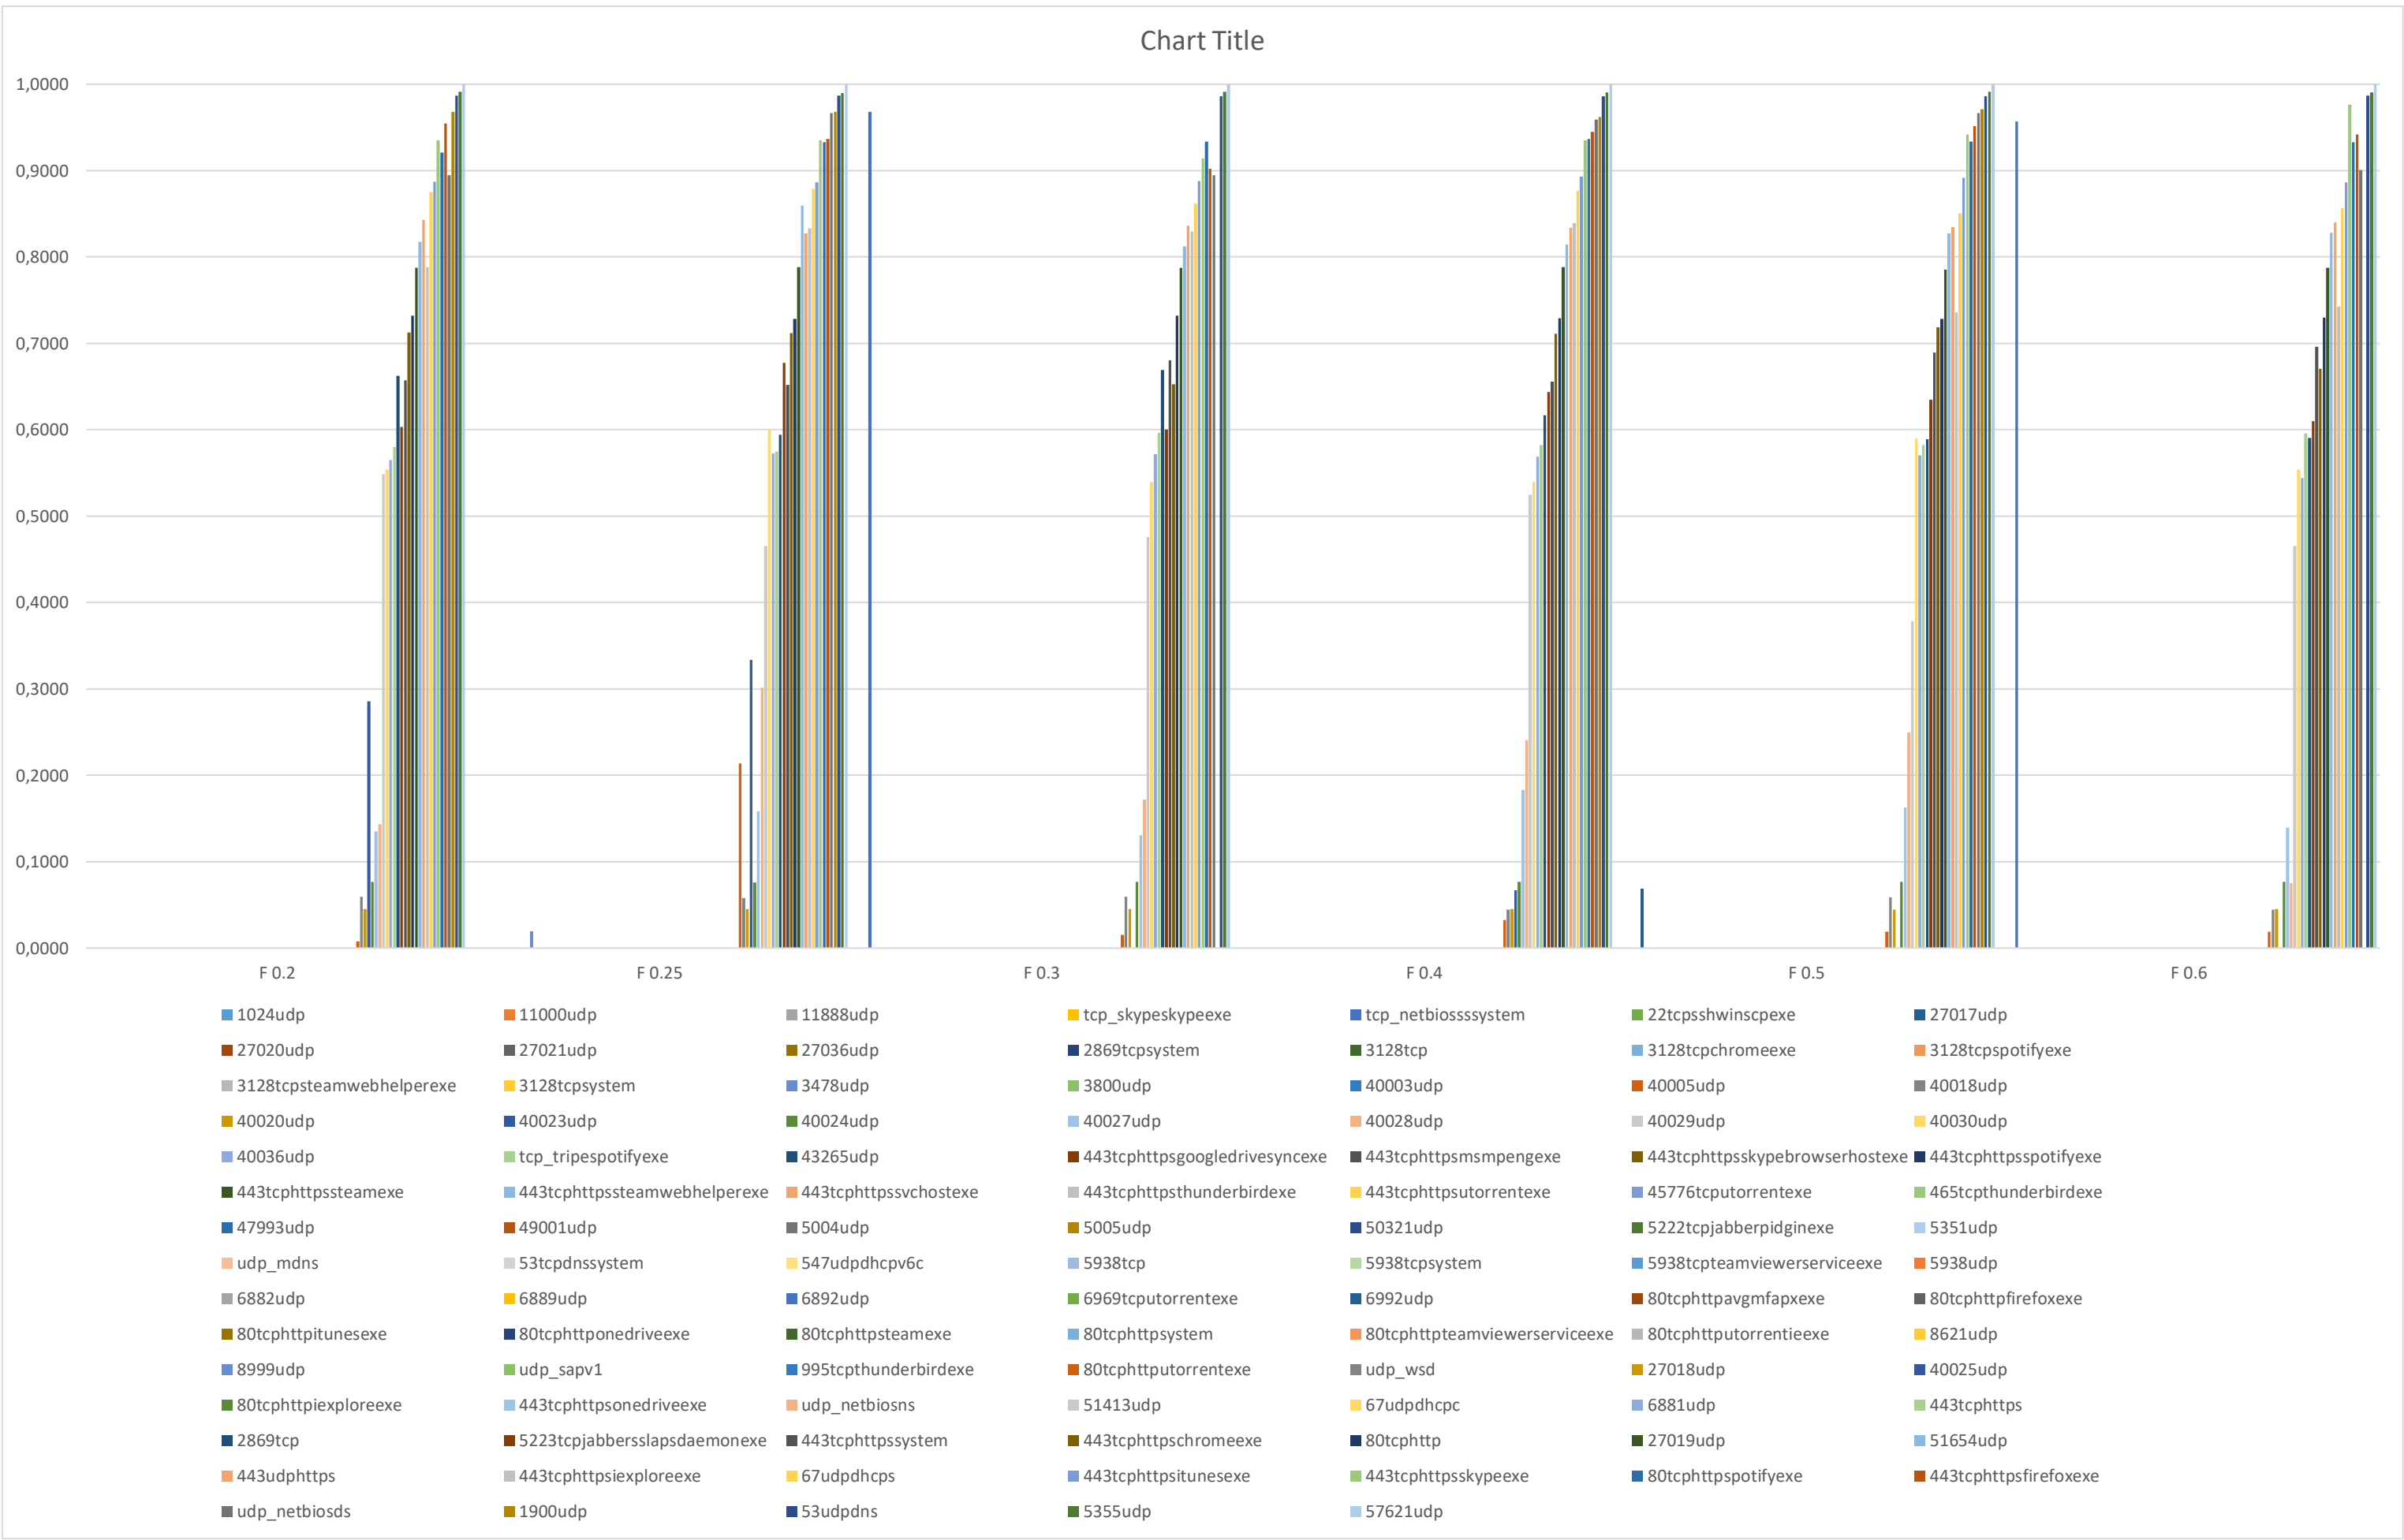 Chart Title
1,0000
0,9000
0,8000
0,7000
0,6000
0,5000
0,4000
0,3000
0,2000
0,1000
0,0000
F 0.2 F 0.25 F 0.3 F 0.4 F 0.5 F 0.6
1024udp 11000udp 11888udp tcp_skypeskypeexe tcp_netbiossssystem 22tcpsshwinscpexe 27017udp
27020udp 27021udp 27036udp 2869tcpsystem 3128tcp 3128tcpchromeexe 3128tcpspotifyexe
3128tcpsteamwebhelperexe 3128tcpsystem 3478udp 3800udp 40003udp 40005udp 40018udp
40020udp 40023udp 40024udp 40027udp 40028udp 40029udp 40030udp
40036udp tcp_tripespotifyexe 43265udp 443tcphttpsgoogledrivesyncexe 443tcphttpsmsmpengexe 443tcphttpsskypebrowserhostexe 443tcphttpsspotifyexe
443tcphttpssteamexe 443tcphttpssteamwebhelperexe 443tcphttpssvchostexe 443tcphttpsthunderbirdexe 443tcphttpsutorrentexe 45776tcputorrentexe 465tcpthunderbirdexe
47993udp 49001udp 5004udp 5005udp 50321udp 5222tcpjabberpidginexe 5351udp
udp_mdns 53tcpdnssystem 547udpdhcpv6c 5938tcp 5938tcpsystem 5938tcpteamviewerserviceexe 5938udp
6882udp 6889udp 6892udp 6969tcputorrentexe 6992udp 80tcphttpavgmfapxexe 80tcphttpfirefoxexe
80tcphttpitunesexe 80tcphttponedriveexe 80tcphttpsteamexe 80tcphttpsystem 80tcphttpteamviewerserviceexe 80tcphttputorrentieexe 8621udp
8999udp udp_sapv1 995tcpthunderbirdexe 80tcphttputorrentexe udp_wsd 27018udp 40025udp
80tcphttpiexploreexe 443tcphttpsonedriveexe udp_netbiosns 51413udp 67udpdhcpc 6881udp 443tcphttps
2869tcp 5223tcpjabbersslapsdaemonexe 443tcphttpssystem 443tcphttpschromeexe 80tcphttp 27019udp 51654udp
443udphttps 443tcphttpsiexploreexe 67udpdhcps 443tcphttpsitunesexe 443tcphttpsskypeexe 80tcphttpspotifyexe 443tcphttpsfirefoxexe
udp_netbiosds 1900udp 53udpdns 5355udp 57621udp